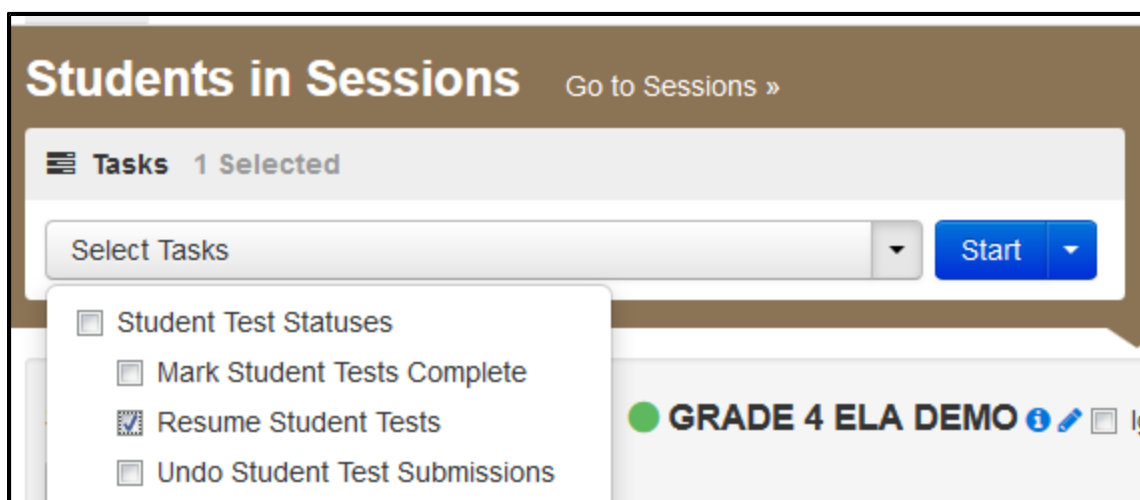 Students in Sessions Go to Sessions »
Tasks 1 Selected
Select Tasks Start
Student Test Statuses
Mark Student Tests Complete
Resume Student Tests
GRADE 4 ELA DEMO
Undo Student Test Submissions